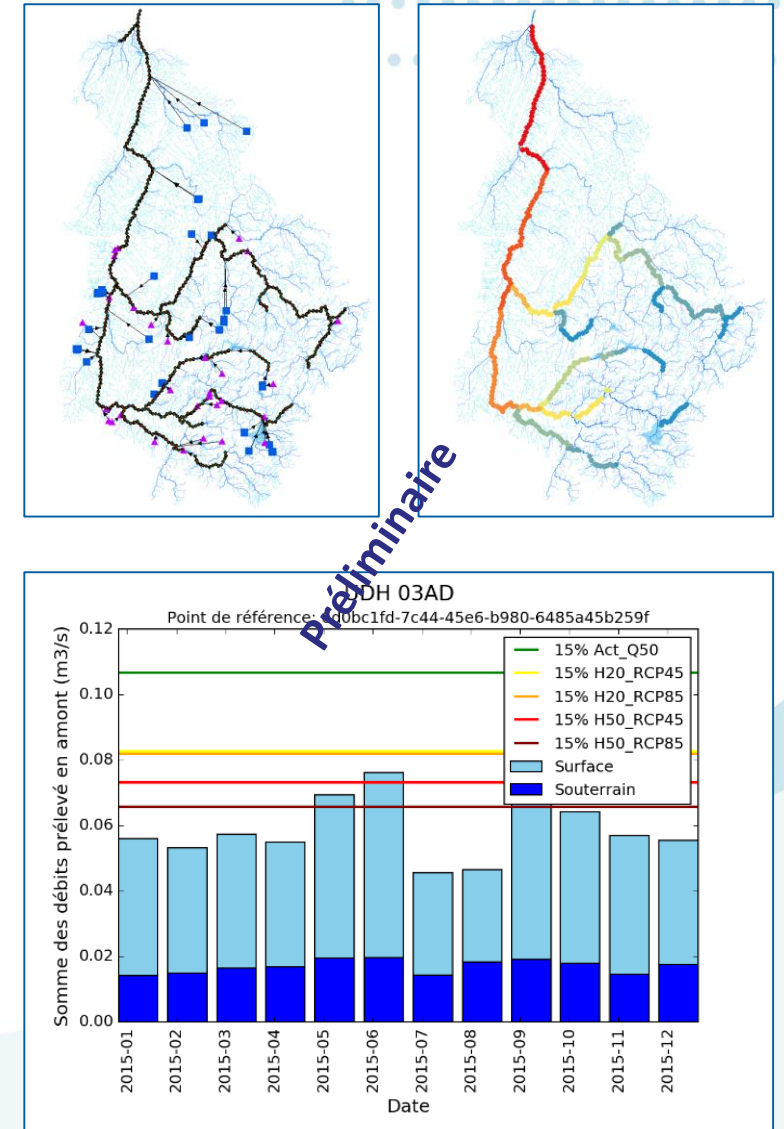 Préliminaire
UDH 03AD
Point de référence: dd0bc1fd-7c44-45e6-b980-6485a45b259f
Somme des débits prélevé en amont (m3/s)
0.12
0.10
0.08
0.06
0.04
0.02
0.00
15% Act_Q50
15% H20_RCP45
15% H20_RCP85
15% H50_RCP45
15% H50_RCP85
Surface
Souterrain
2015-01
2015-02
2015-03
2015-04
2015-05
2015-06
2015-07
2015-08
2015-09
2015-10
2015-11
2015-12
Date